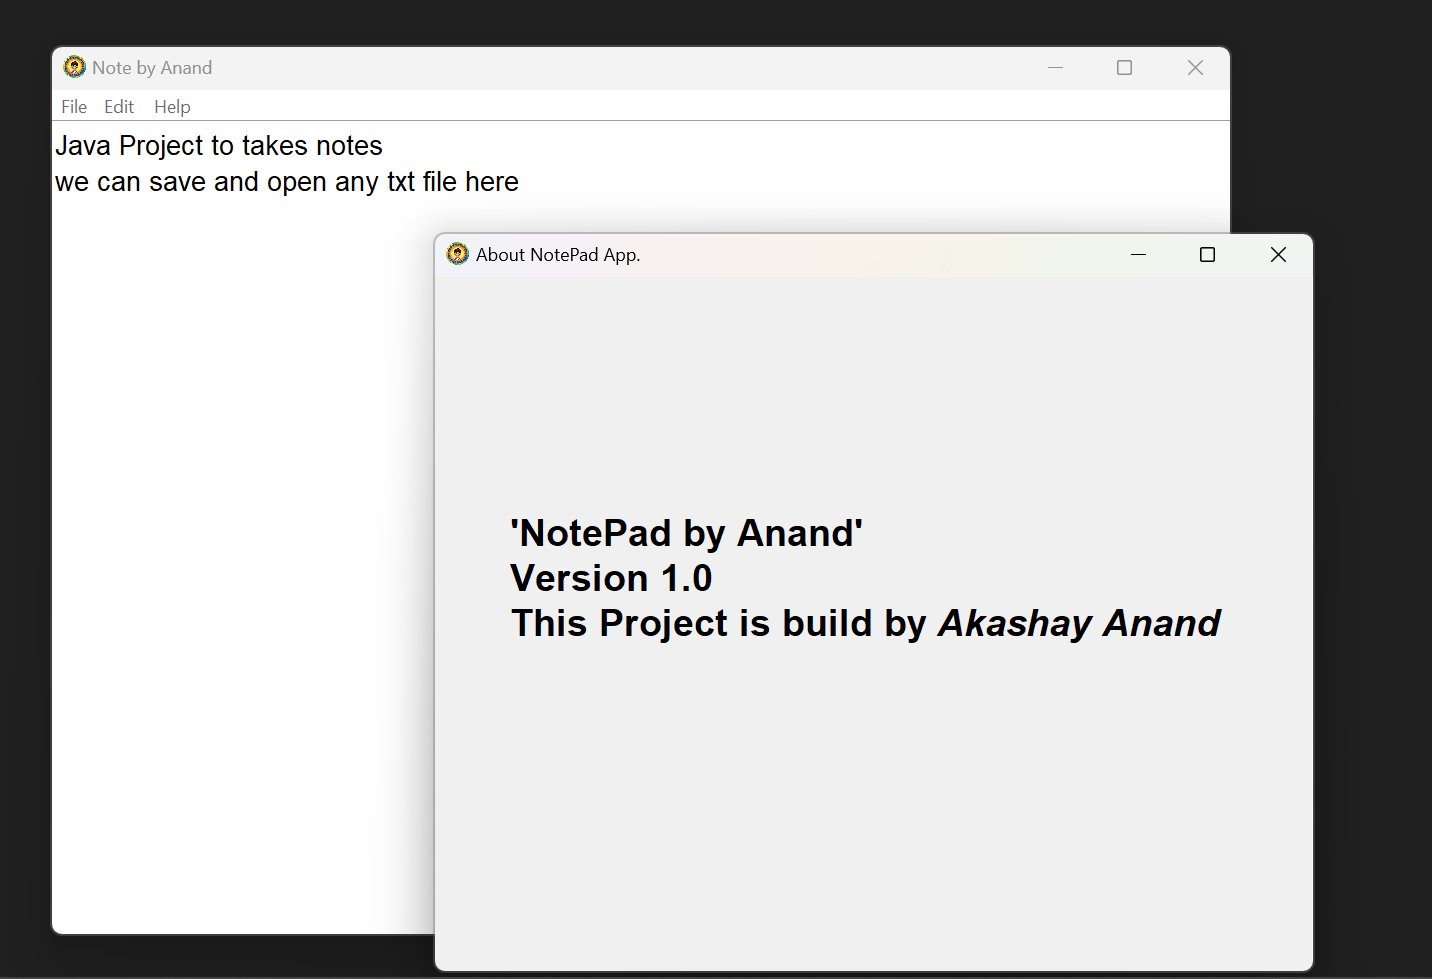 Note by Anand
File Edit Help
Java Project to takes notes
we can save and open any txt file here
About NotePad App.
'NotePad by Anand'
Version 1.0
This Project is build by Akashay Anand